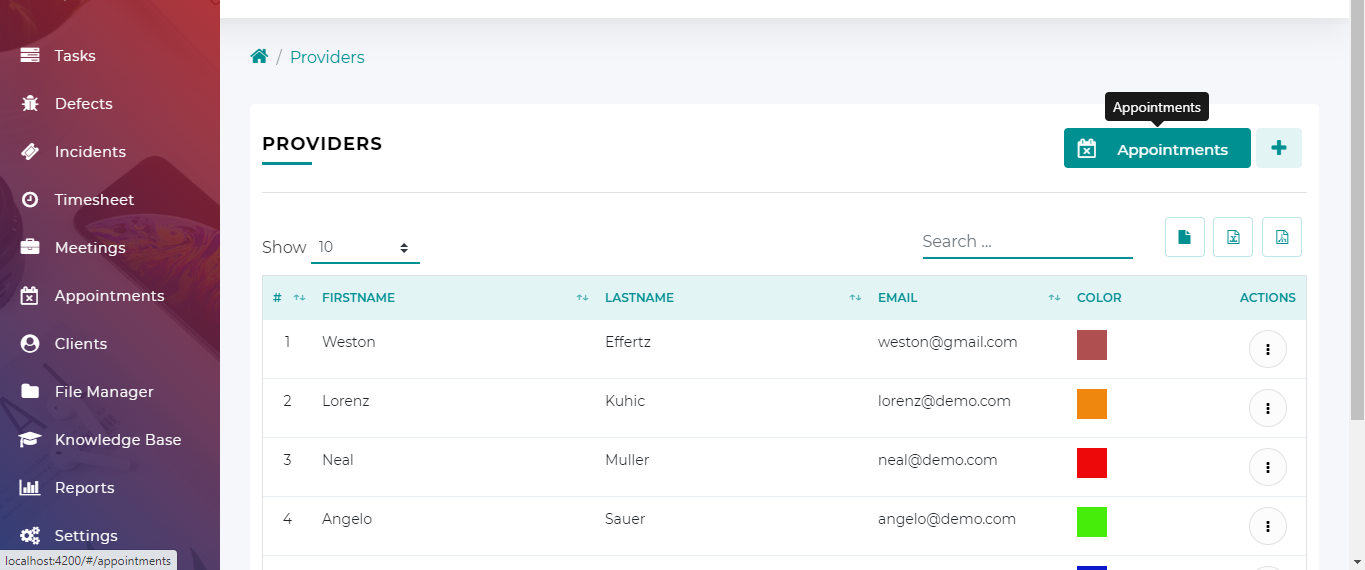 Tasks
Defects
Incidents
Timesheet
Meetings
Appointments
Clients
File Manager
Knowledge Base
Reports
Settings
localhost:4200/#/appointments
/ Providers
Appointments
PROVIDERS
Appointments
Show 10
Search ...
# FIRSTNAME LASTNAME EMAIL COLOR ACTIONS
1 Weston Effertz weston@gmail.com
2 Lorenz Kuhic lorenz@demo.com
3 Neal Muller neal@demo.com
4 Angelo Sauer angelo@demo.com